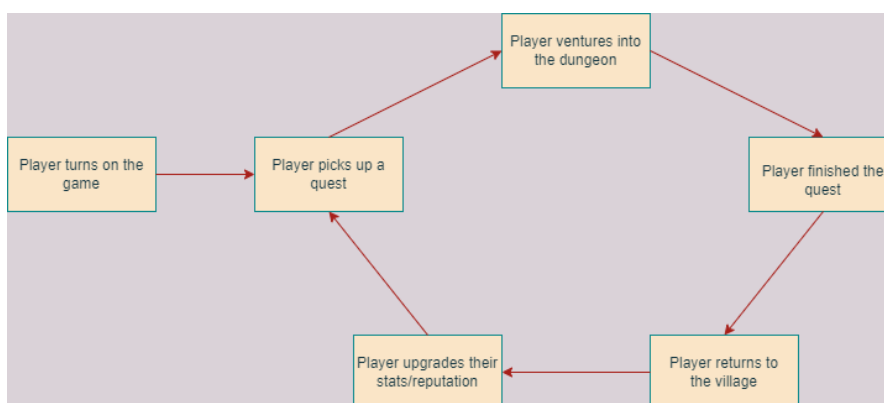 Player ventures into
the dungeon
Player turns on the
game
Player picks up a
quest
Player finished the
quest
Player upgrades their
stats/reputation
Player returns to
the village